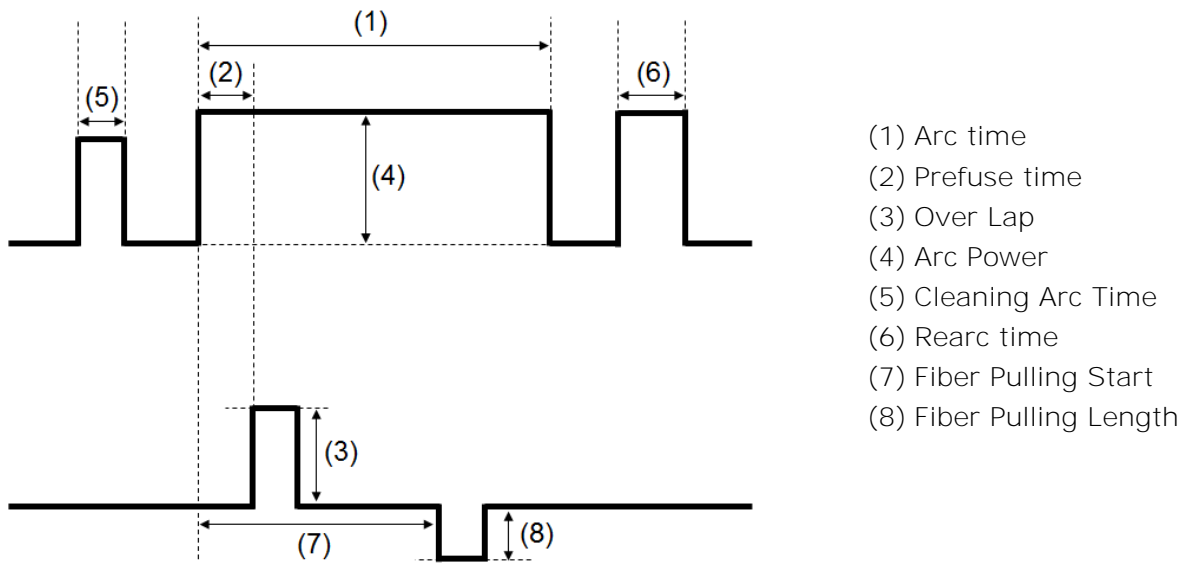 (1)
(2)
(6)
(5)
(4)
(3)
(7)
(8)
(1) Arc time
(2) Prefuse time
(3) Over Lap
(4) Arc Power
(5) Cleaning Arc Time
(6) Rearc time
(7) Fiber Pulling Start
(8) Fiber Pulling Length